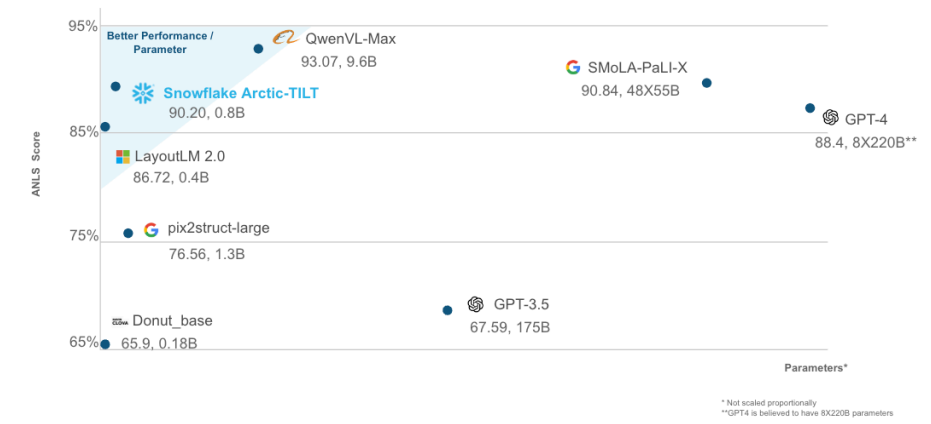 95%
Better Performance /
Parameter
QwenVL-Max
93.07, 9.6B
SMoLA-PaLI-X
90.84, 48X55B
Snowflake Arctic-TILT
90.20, 0.8B
GPT-4
88.4, 8X220B**
85%
ANLS Score
LayoutLM 2.0
86.72, 0.4B
75%
pix2struct-large
76.56, 1.3B
GPT-3.5
67.59, 175B
CLOVA Donut_base
65.9, 0.18B
65%
Parameters*
* Not scaled proportionally
**GPT4 is believed to have 8X220B parameters